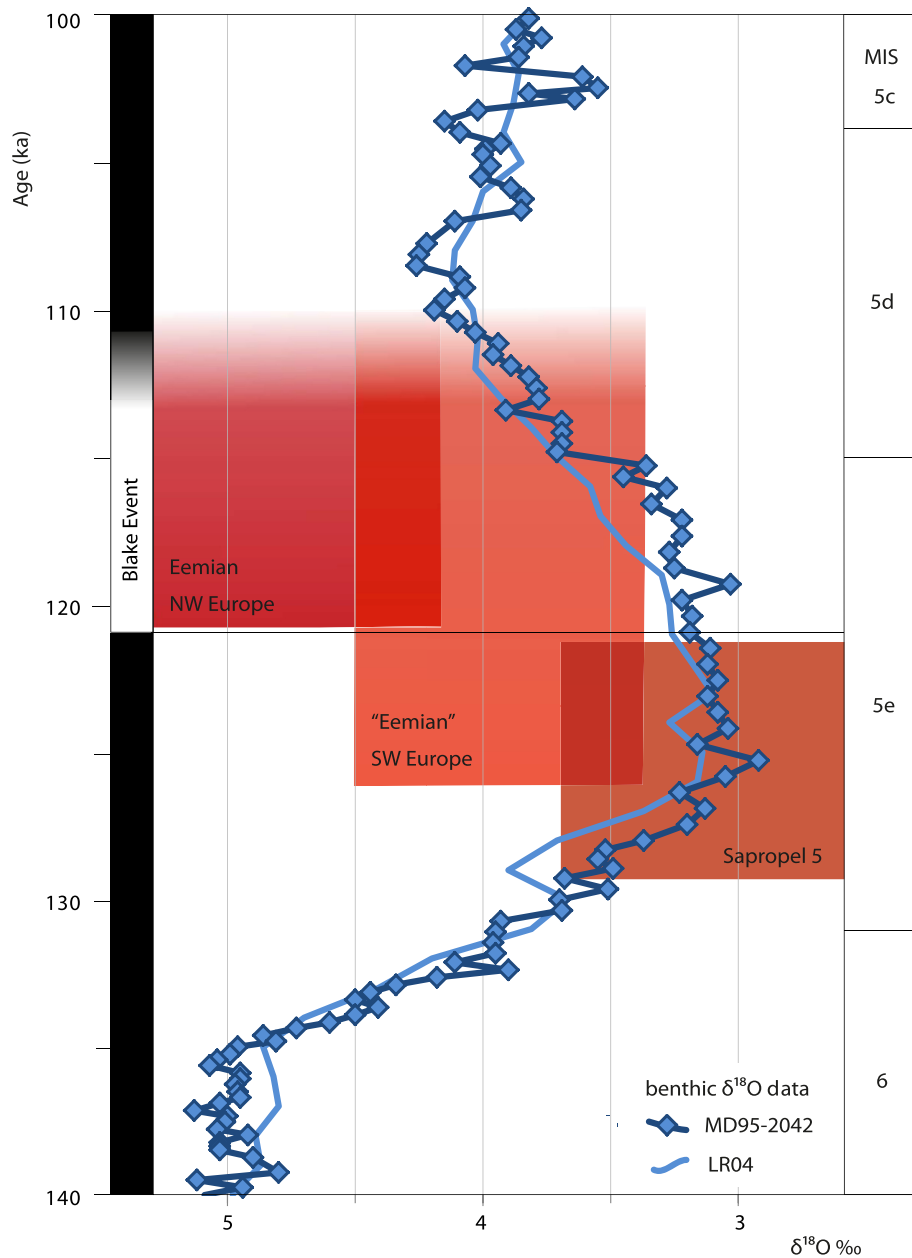 100
110
120
130
140
Age (ka)
Blake Event
Eemian
NW Europe
“Eemian”
SW Europe
Sapropel 5
MIS
5c
5d
5e
6
benthic δ¹⁸O data
MD95-2042
LR04
5
4
3
δ¹⁸O ‰